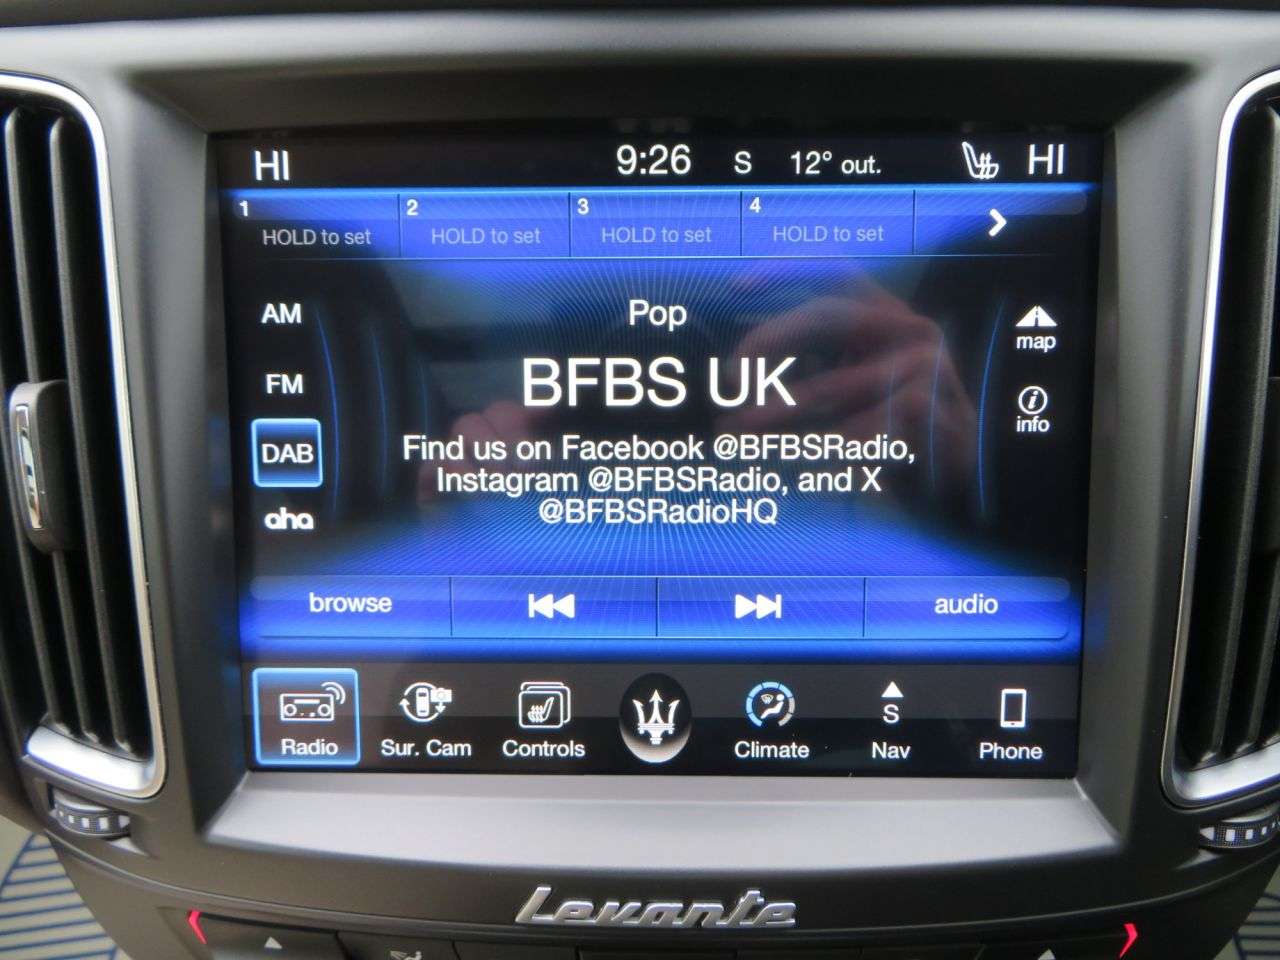 HI 9:26 S 12° out. HI
1 2 3 4
HOLD to set HOLD to set HOLD to set HOLD to set
AM
Pop
map
FM
BFBS UK
info
DAB
Find us on Facebook @BFBSRadio,
Instagram @BFBSRadio, and X
@BFBSRadioHQ
aha
browse audio
S
Radio Sur. Cam Controls Climate Nav Phone
Levante